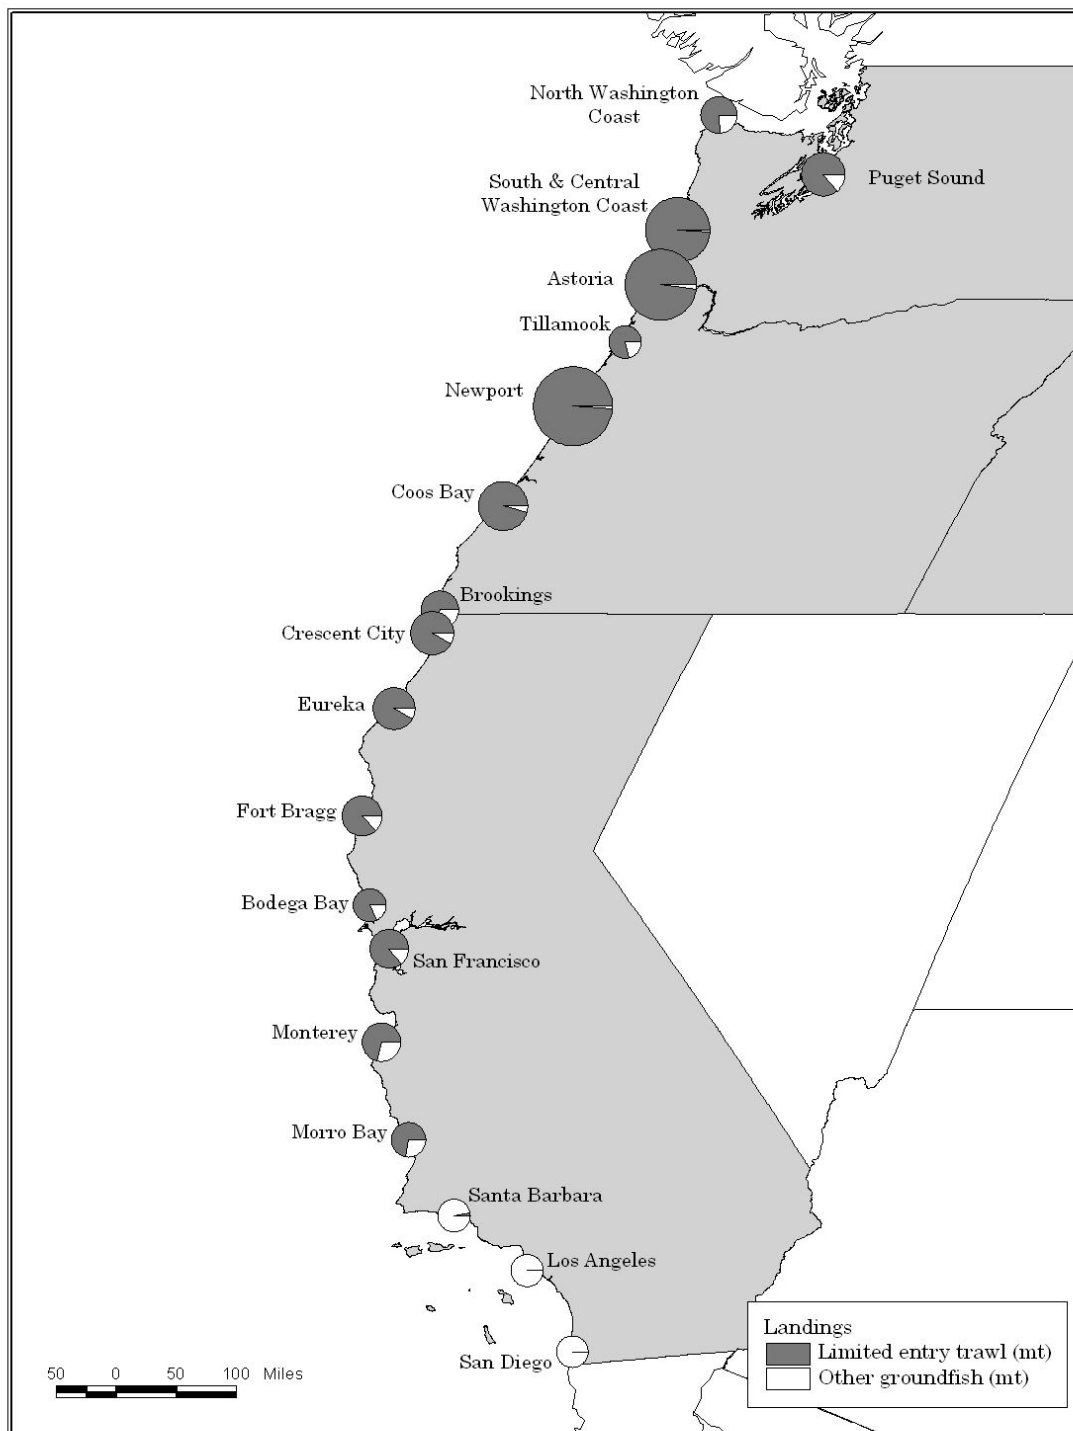 North Washington
Coast
Puget Sound
South & Central
Washington Coast
Astoria
Tillamook
Newport
Coos Bay
Brookings
Crescent City
Eureka
Fort Bragg
Bodega Bay
San Francisco
Monterey
Morro Bay
Santa Barbara
Los Angeles
San Diego
Landings
Limited entry trawl (mt)
Other groundfish (mt)
50 0 50 100 Miles